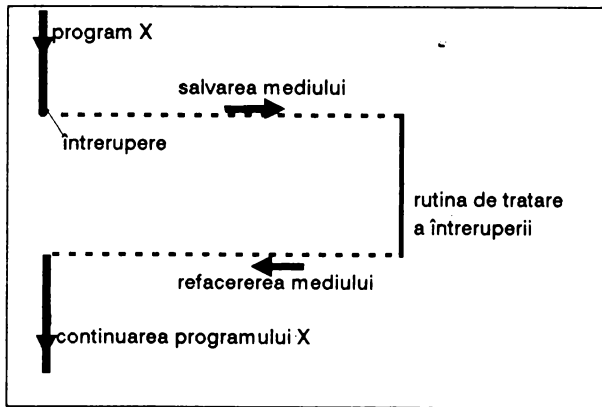 program X
salvarea mediului
întrerupere
rutina de tratare
a întreruperii
refacererea mediului
continuarea programului X